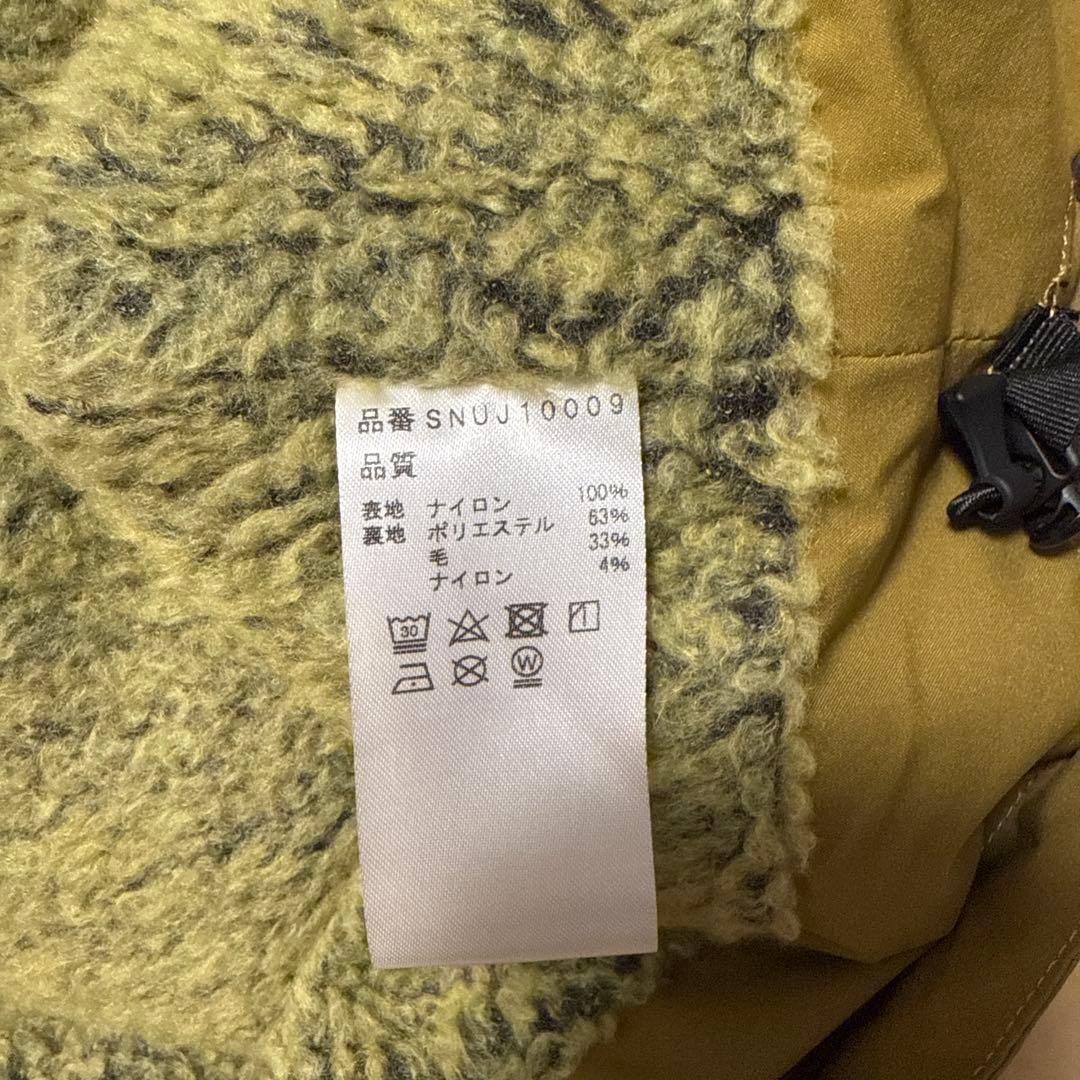 品番 SNUJ10009
品質
表地 ナイロン 100%
裏地 ポリエステル 63%
毛 33%
ナイロン 4%
30
W